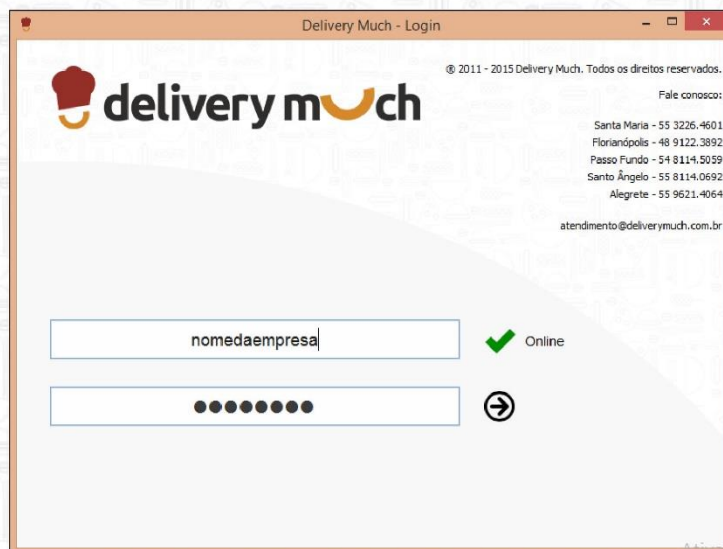 Delivery Much - Login
delivery much
® 2011 - 2015 Delivery Much. Todos os direitos reservados.
Fale conosco:
Santa Maria - 55 3226.4601
Florianópolis - 48 9122.3892
Passo Fundo - 54 8114.5059
Santo Ângelo - 55 8114.0692
Alegrete - 55 9621.4064
atendimento@deliverymuch.com.br
nomedaempresa
Online